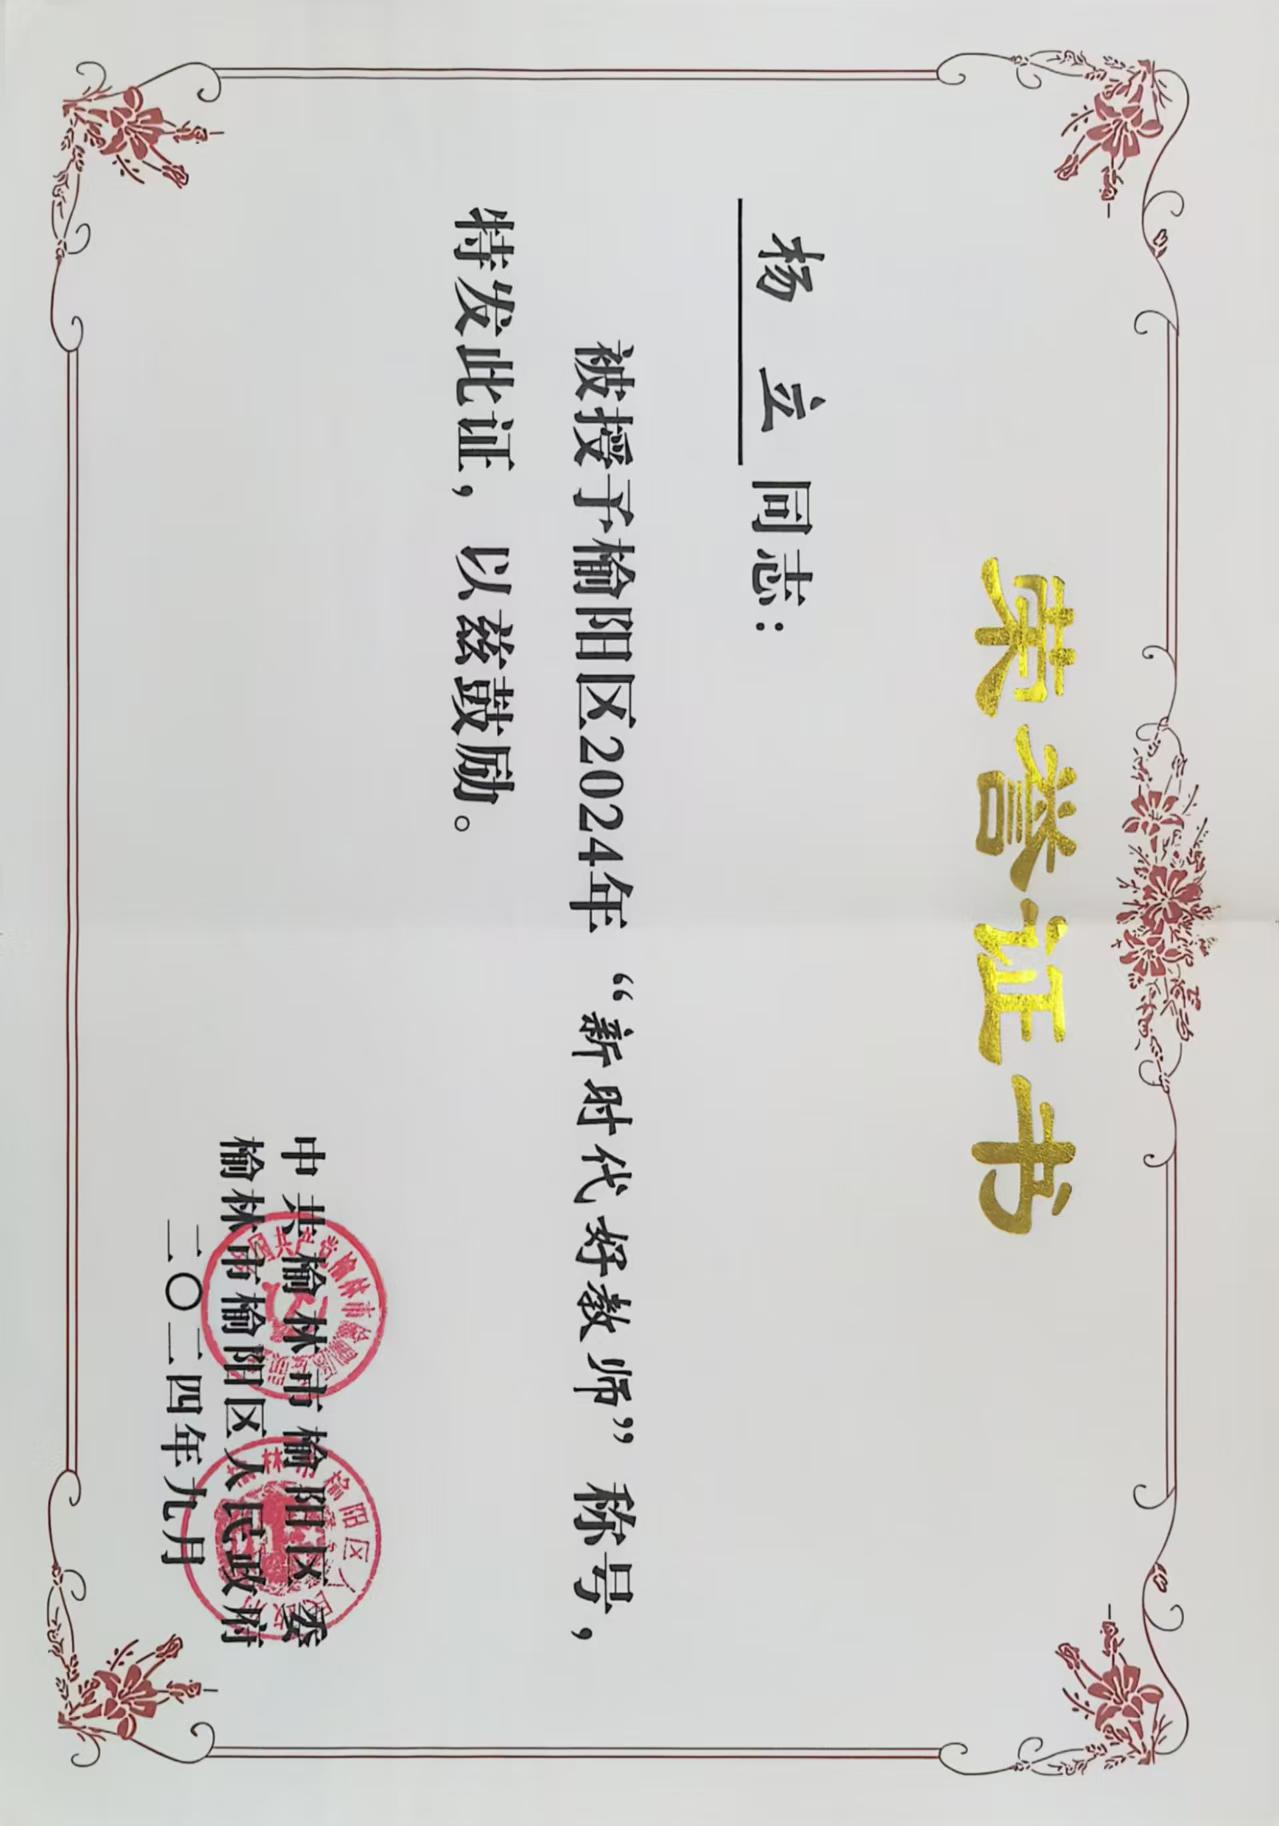 荣誉证书
杨立同志：
被授予榆阳区2024年“新时代好教师”称号，
特发此证，以兹鼓励。
中共榆林市榆阳区委
榆林市榆阳区人民政府
二〇二四年九月